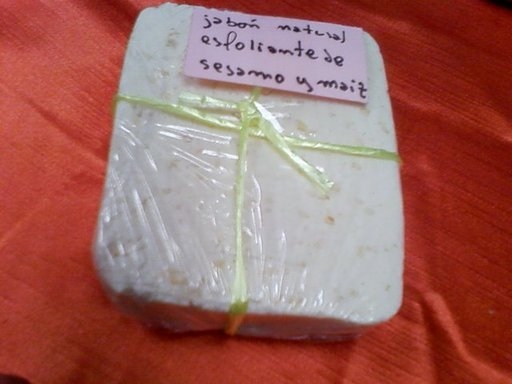 jabón natural
esfoliante de
sesamo y maiz